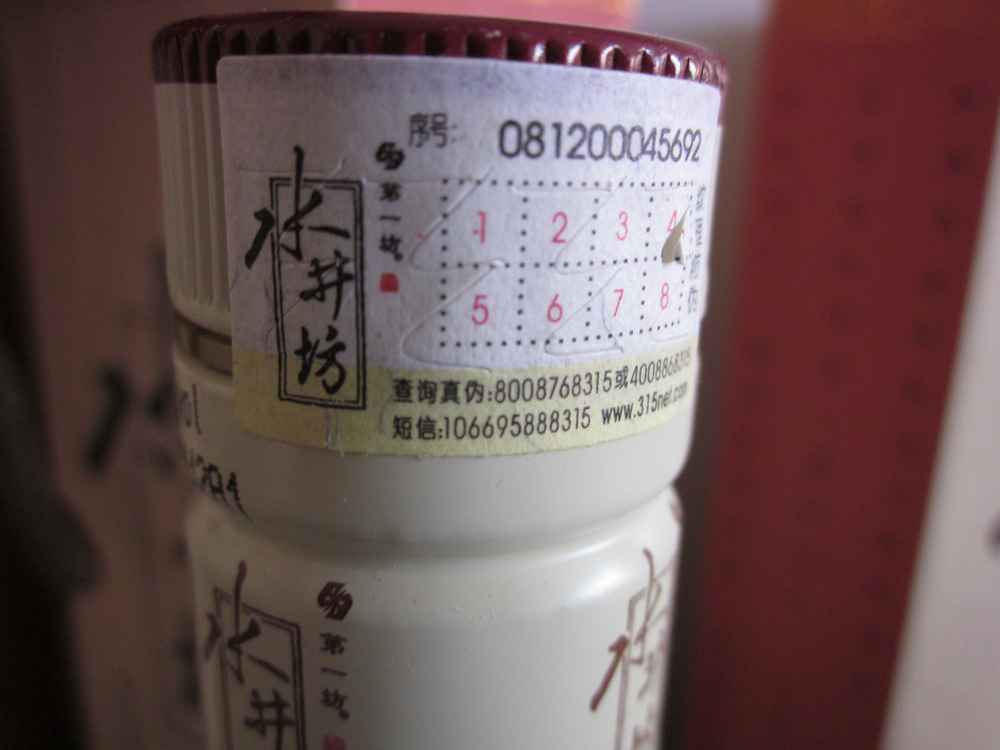 序号: 081200045692
水井坊
第一坊。
1 2 3 4
5 6 7 8
查询真伪:8008768315或4008868315
短信:106695888315 www.315net.com
水井
第一坊。
水